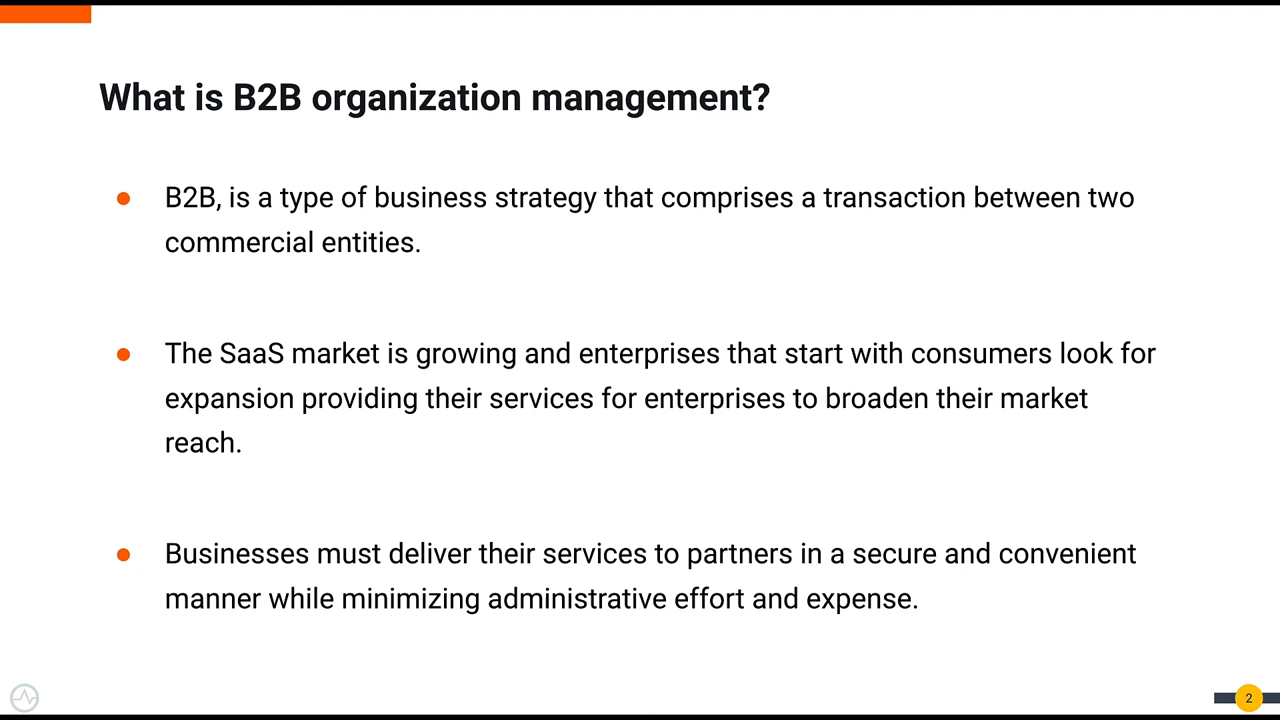 What is B2B organization management?
● B2B, is a type of business strategy that comprises a transaction between two
commercial entities.
● The SaaS market is growing and enterprises that start with consumers look for
expansion providing their services for enterprises to broaden their market
reach.
● Businesses must deliver their services to partners in a secure and convenient
manner while minimizing administrative effort and expense.
2